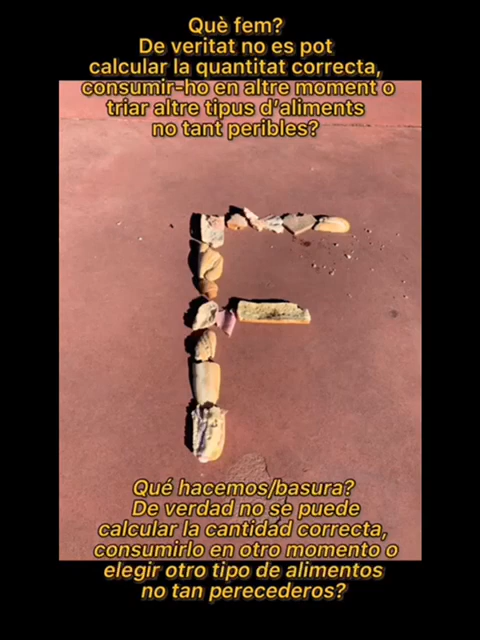 Què fem?
De veritat no es pot
calcular la quantitat correcta,
consumir-ho en altre moment o
triar altre tipus d'aliments
no tant peribles?
Qué hacemos/basura?
De verdad no se puede
calcular la cantidad correcta,
consumirlo en otro momento o
elegir otro tipo de alimentos
no tan perecederos?